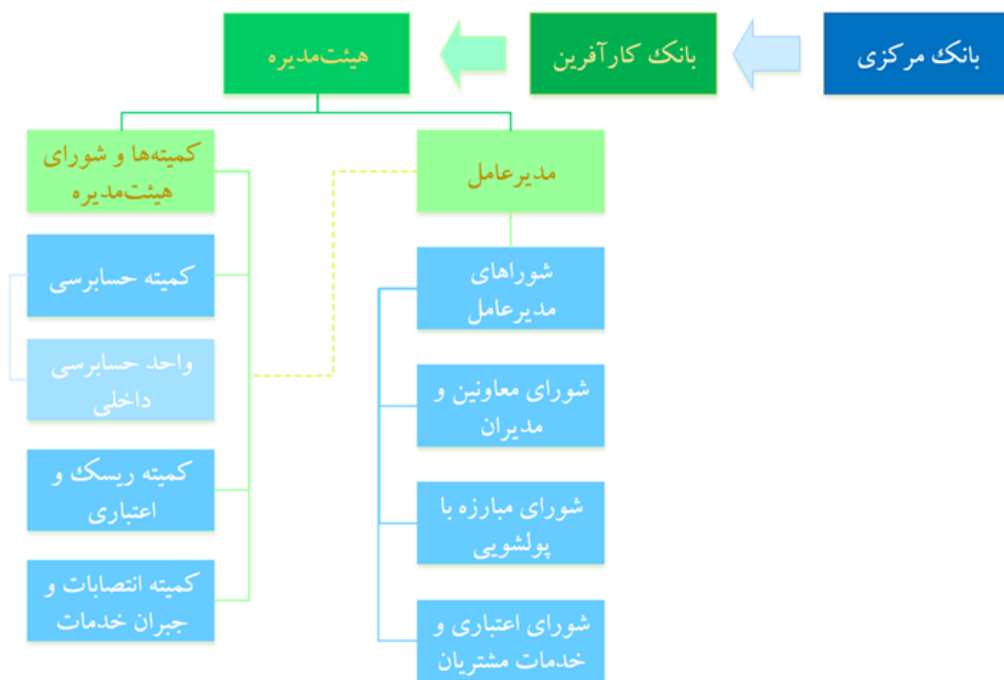 بانک مرکزی
بانک کارآفرین
هیئت‌مدیره
مدیرعامل
شوراهای
مدیرعامل
شورای معاونین و
مدیران
شورای مبارزه با
پولشویی
شورای اعتباری و
خدمات مشتریان
کمیته‌ها و شورای
هیئت‌مدیره
کمیته حسابرسی
واحد حسابرسی
داخلی
کمیته ریسک و
اعتباری
کمیته انتصابات و
جبران خدمات